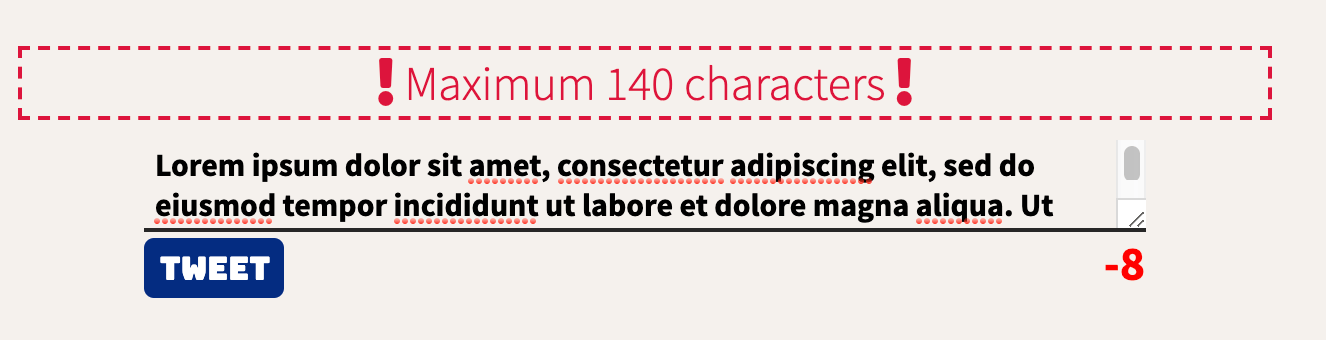 ❗Maximum 140 characters❗
Lorem ipsum dolor sit amet, consectetur adipiscing elit, sed do
eiusmod tempor incididunt ut labore et dolore magna aliqua. Ut
TWEET
-8